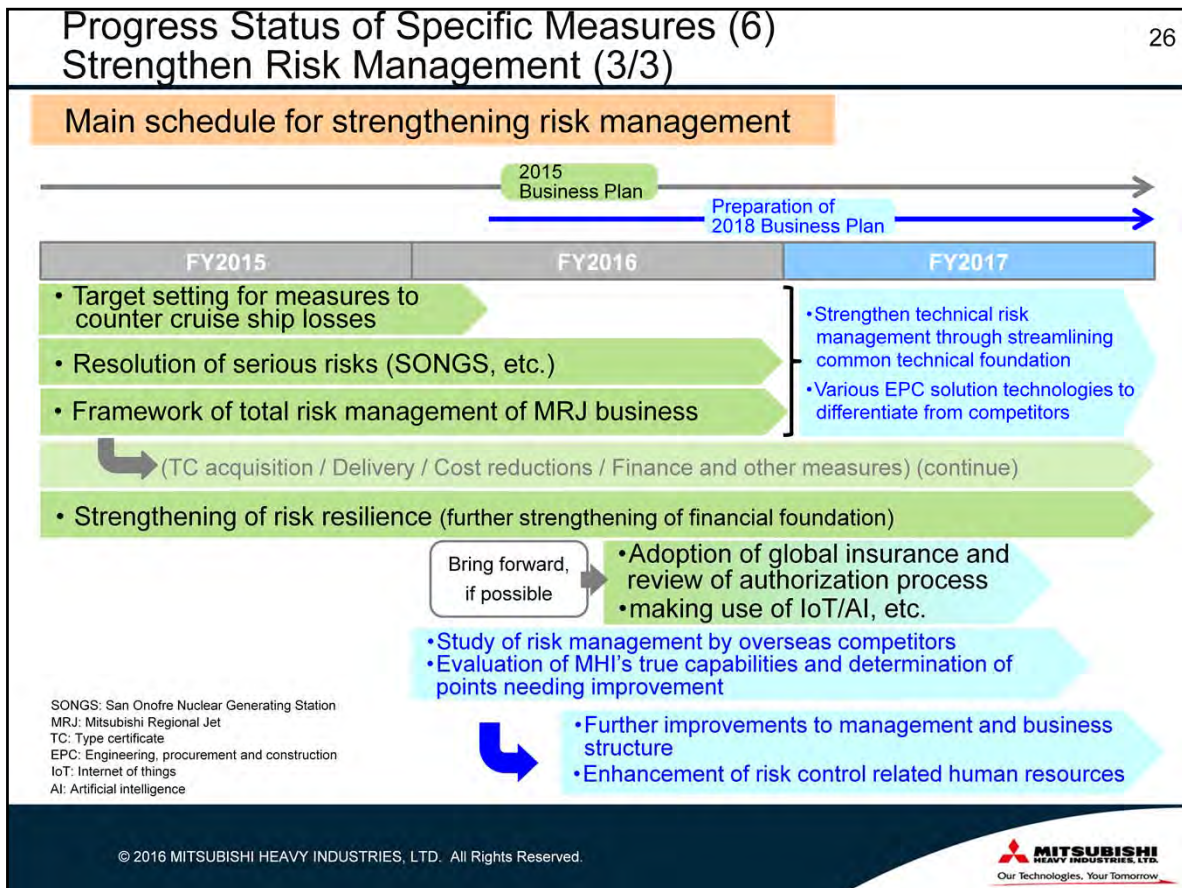 Progress Status of Specific Measures (6)
Strengthen Risk Management (3/3)
26
Main schedule for strengthening risk management
2015
Business Plan
Preparation of
2018 Business Plan
FY2015
FY2016
FY2017
• Target setting for measures to
counter cruise ship losses
• Resolution of serious risks (SONGS, etc.)
• Framework of total risk management of MRJ business
•Strengthen technical risk
management through streamlining
common technical foundation
•Various EPC solution technologies to
differentiate from competitors
(TC acquisition / Delivery / Cost reductions / Finance and other measures) (continue)
• Strengthening of risk resilience (further strengthening of financial foundation)
Bring forward,
if possible
•Adoption of global insurance and
review of authorization process
•making use of IoT/AI, etc.
•Study of risk management by overseas competitors
•Evaluation of MHI's true capabilities and determination of
points needing improvement
•Further improvements to management and business
structure
•Enhancement of risk control related human resources
SONGS: San Onofre Nuclear Generating Station
MRJ: Mitsubishi Regional Jet
TC: Type certificate
EPC: Engineering, procurement and construction
IoT: Internet of things
AI: Artificial intelligence
© 2016 MITSUBISHI HEAVY INDUSTRIES, LTD. All Rights Reserved.
MITSUBISHI
HEAVY INDUSTRIES, LTD.
Our Technologies, Your Tomorrow